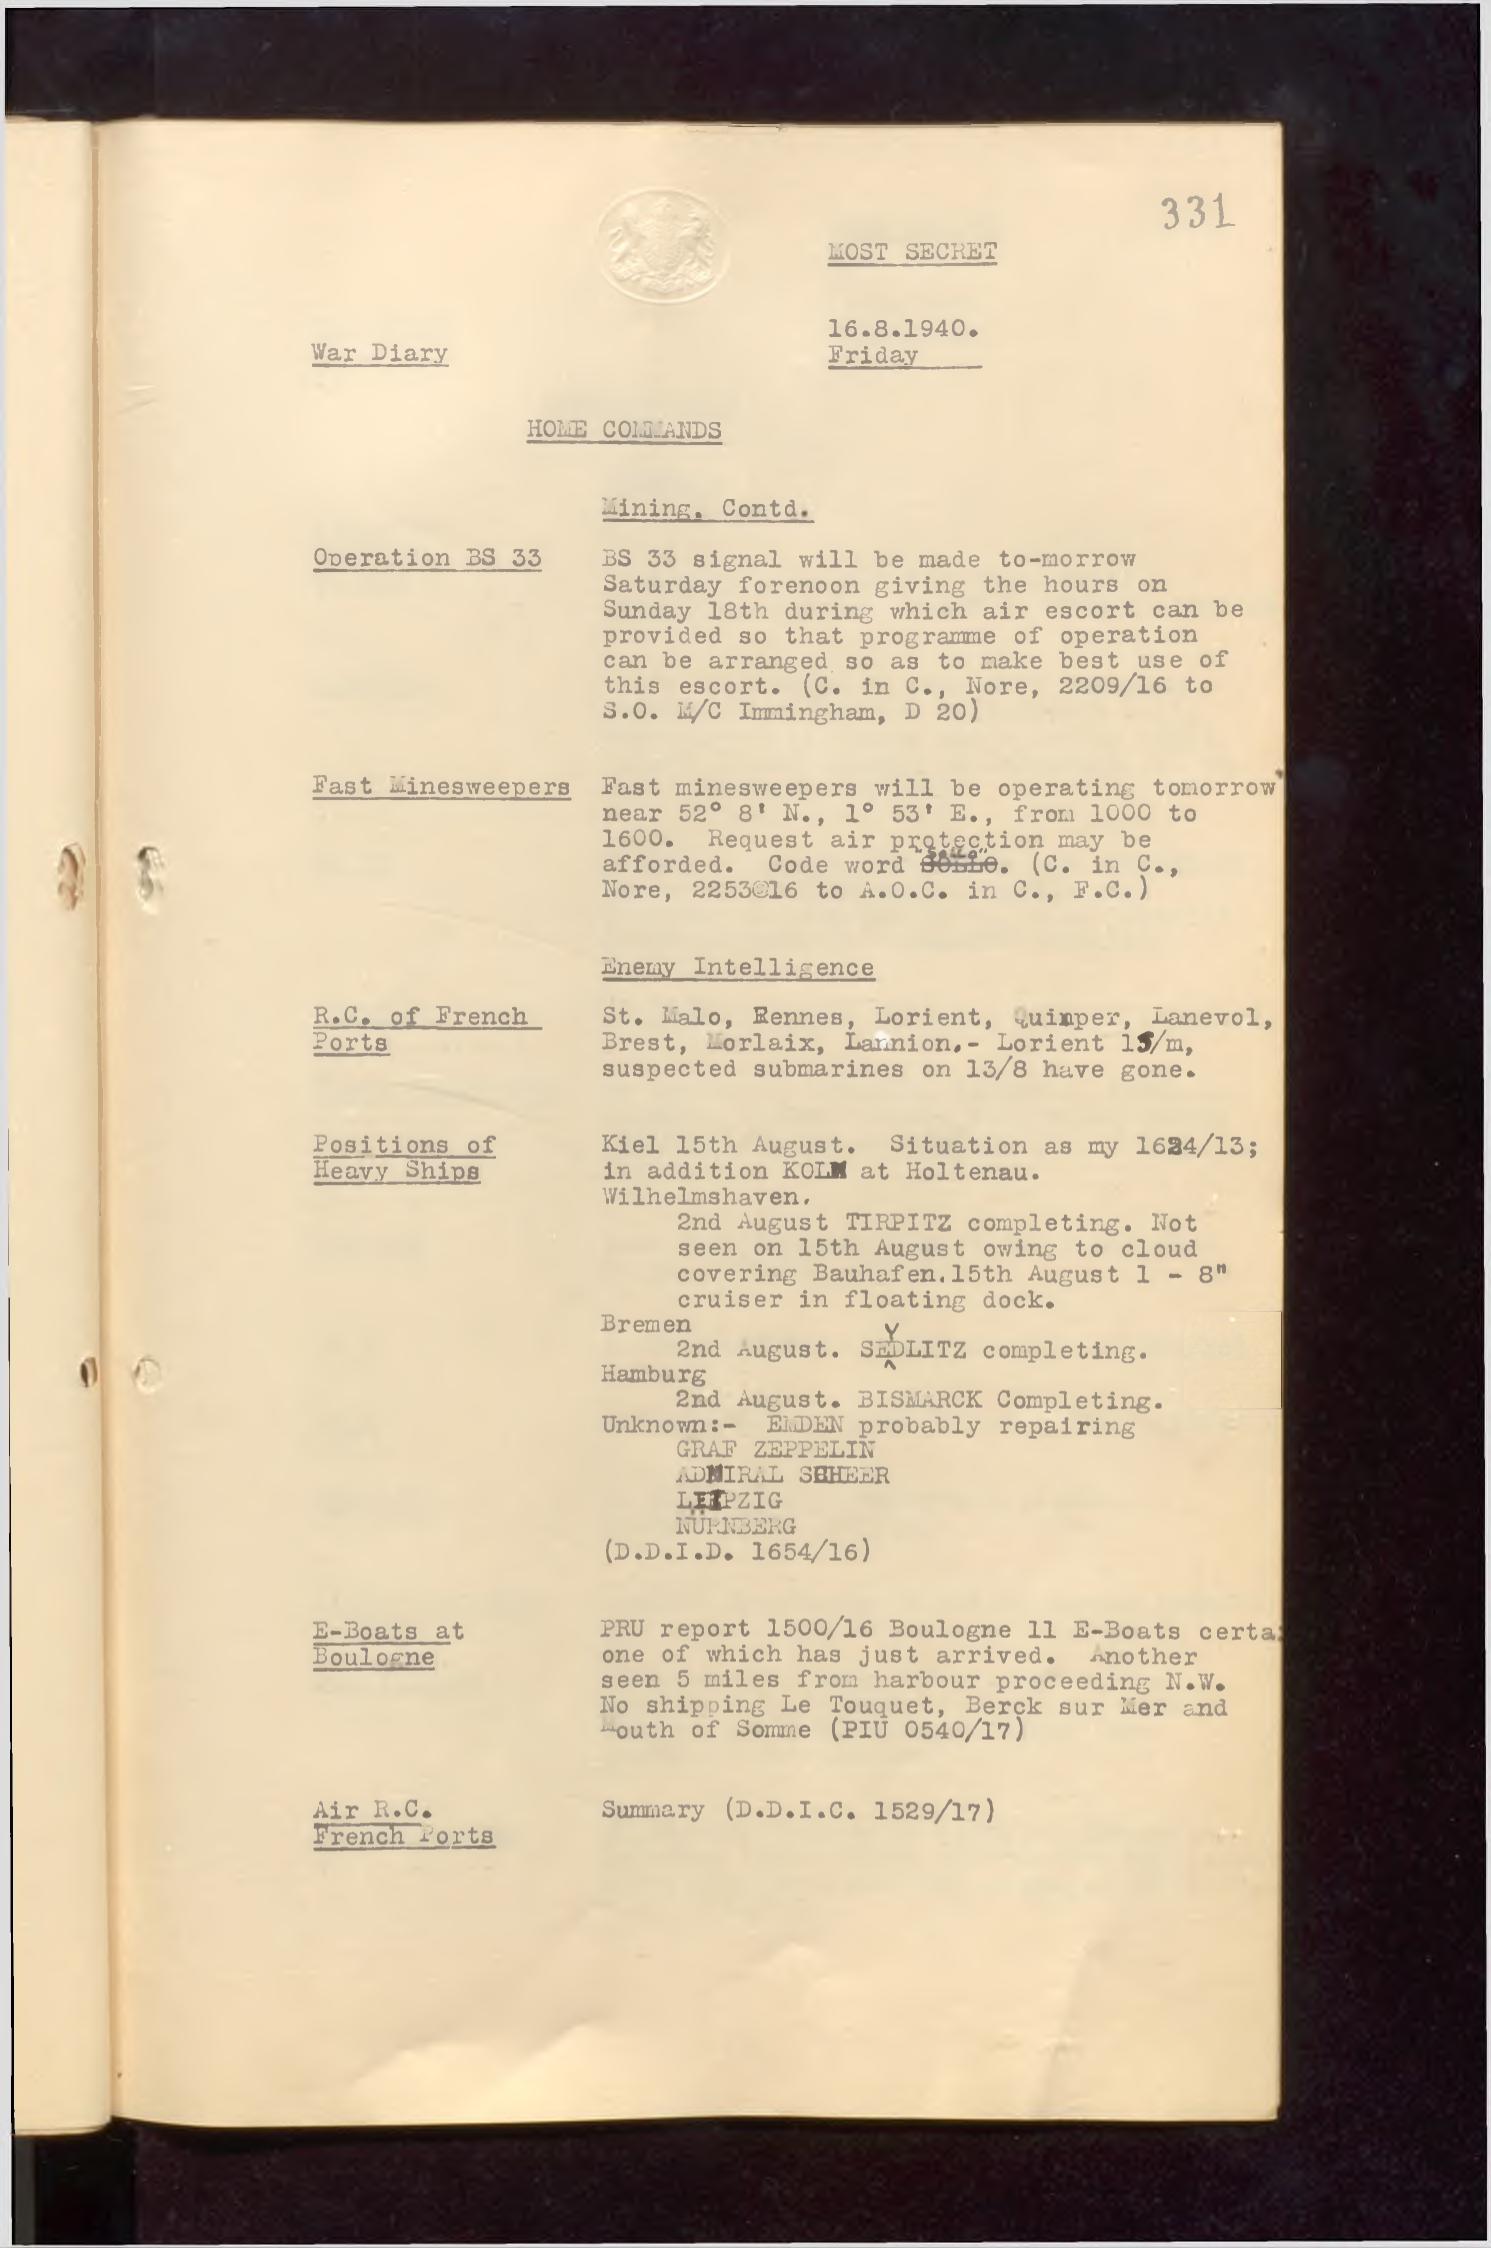 331
MOST SECRET
16.8.1940.
War Diary
Friday
HOME COMMANDS
Mining. Contd.
Operation BS 33
BS 33 signal will be made to-morrow
Saturday forenoon giving the hours on
Sunday 18th during which air escort can be
provided so that programme of operation
can be arranged so as to make best use of
this escort. (C. in C., Nore, 2209/16 to
S.O. M/C Immingham, D 20)
Fast Minesweepers
Fast minesweepers will be operating tomorrow
near 52° 8' N., 1° 53' E., from 1000 to
1600. Request air protection may be
afforded. Code word . (C. in C.,
Nore, 2253@16 to A.O.C. in C., F.C.)
Enemy Intelligence
R.C. of French
Ports
St. Malo, Rennes, Lorient, Quimper, Lanevol,
Brest, Morlaix, Lannion.- Lorient 15/m,
suspected submarines on 13/8 have gone.
Positions of
Heavy Ships
Kiel 15th August. Situation as my 1624/13;
in addition KOLN at Holtenau.
Wilhelmshaven.
2nd August TIRPITZ completing. Not
seen on 15th August owing to cloud
covering Bauhafen.15th August 1 - 8"
cruiser in floating dock.
Bremen
2nd August. SEYDLITZ completing.
Hamburg
2nd August. BISMARCK Completing.
Unknown:- EMDEN probably repairing
GRAF ZEPPELIN
ADMIRAL SCHEER
LEIPZIG
NÜRNBERG
(D.D.I.D. 1654/16)
E-Boats at
Boulogne
PRU report 1500/16 Boulogne 11 E-Boats certa
one of which has just arrived. Another
seen 5 miles from harbour proceeding N.W.
No shipping Le Touquet, Berck sur Mer and
Mouth of Somme (PIU 0540/17)
Air R.C.
French Ports
Summary (D.D.I.C. 1529/17)